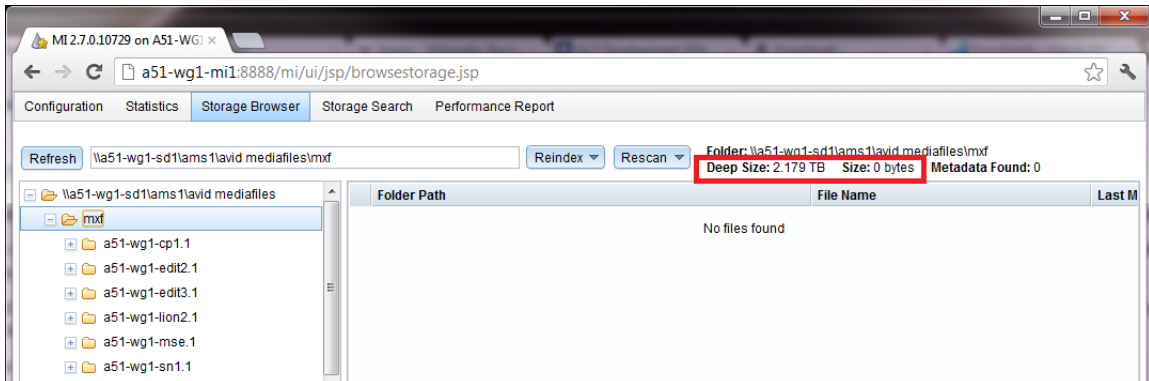 MI 2.7.0.10729 on A51-WG
a51-wg1-mi1:8888/mi/ui/jsp/browsestorage.jsp
Configuration Statistics Storage Browser Storage Search Performance Report
Refresh \\a51-wg1-sd1\ams1\avid mediafiles\mxf Reindex Rescan
Folder: \\a51-wg1-sd1\ams1\avid mediafiles\mxf
Deep Size: 2.179 TB Size: 0 bytes Metadata Found: 0
\\a51-wg1-sd1\ams1\avid mediafiles
Folder Path File Name Last M
mxf
No files found
a51-wg1-cp1.1
a51-wg1-edit2.1
a51-wg1-edit3.1
a51-wg1-lion2.1
a51-wg1-mse.1
a51-wg1-sn1.1